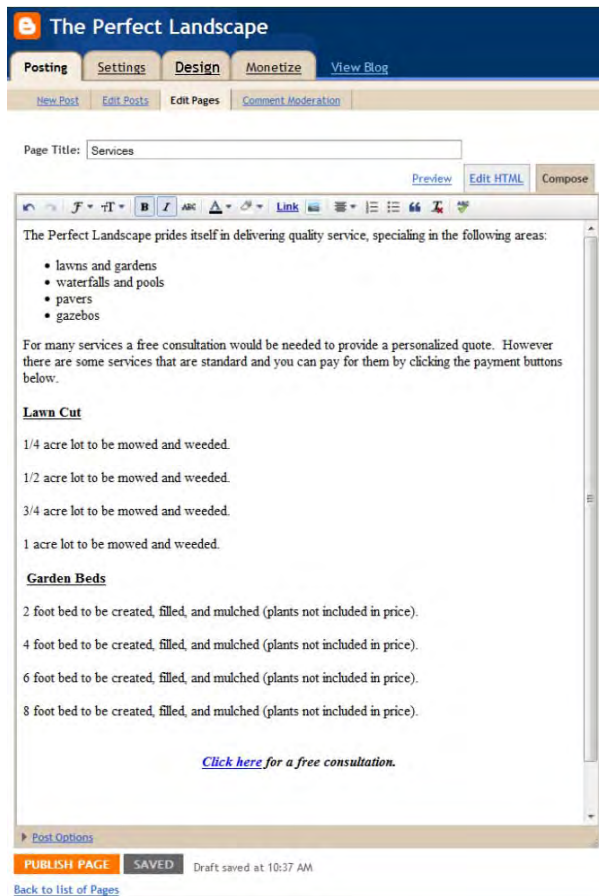 The Perfect Landscape
Posting Settings Design Monetize View Blog
New Post Edit Posts Edit Pages Comment Moderation
Page Title: Services
Preview Edit HTML Compose
Link
The Perfect Landscape prides itself in delivering quality service, specialing in the following areas:
• lawns and gardens
• waterfalls and pools
• pavers
• gazebos
For many services a free consultation would be needed to provide a personalized quote. However
there are some services that are standard and you can pay for them by clicking the payment buttons
below.
Lawn Cut
1/4 acre lot to be mowed and weeded.
1/2 acre lot to be mowed and weeded.
3/4 acre lot to be mowed and weeded.
1 acre lot to be mowed and weeded.
Garden Beds
2 foot bed to be created, filled, and mulched (plants not included in price).
4 foot bed to be created, filled, and mulched (plants not included in price).
6 foot bed to be created, filled, and mulched (plants not included in price).
8 foot bed to be created, filled, and mulched (plants not included in price).
Click here for a free consultation.
Post Options
PUBLISH PAGE SAVED Draft saved at 10:37 AM
Back to list of Pages